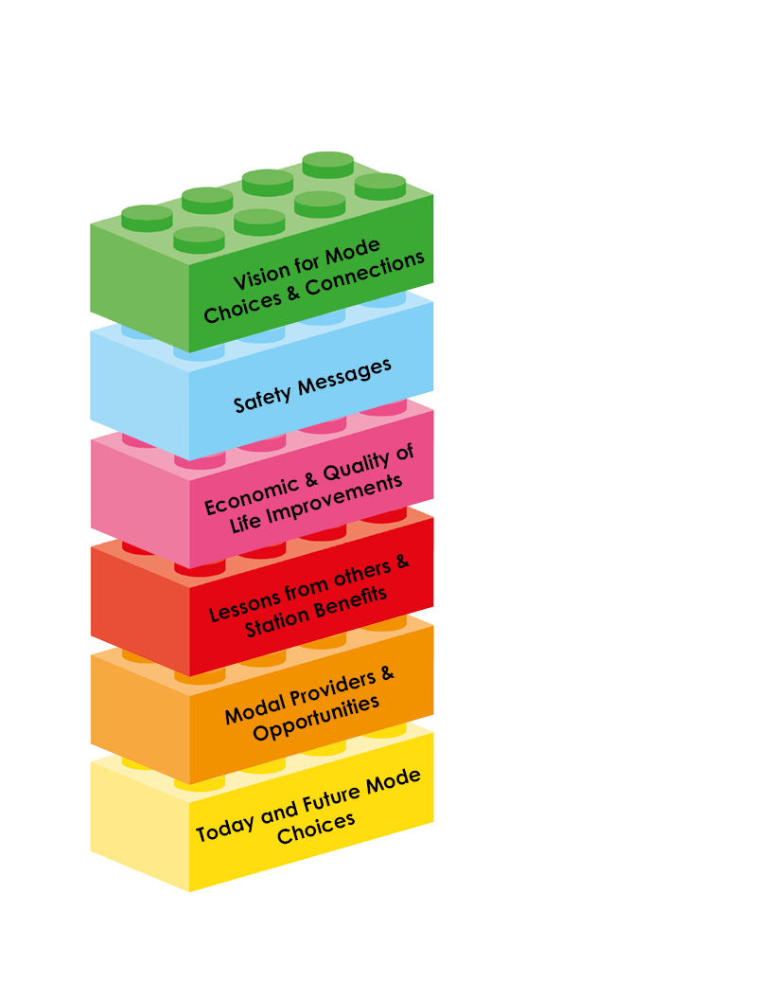 Vision for Mode
Choices & Connections
Safety Messages
Economic & Quality of
Life Improvements
Lessons from others &
Station Benefits
Modal Providers &
Opportunities
Today and Future Mode
Choices